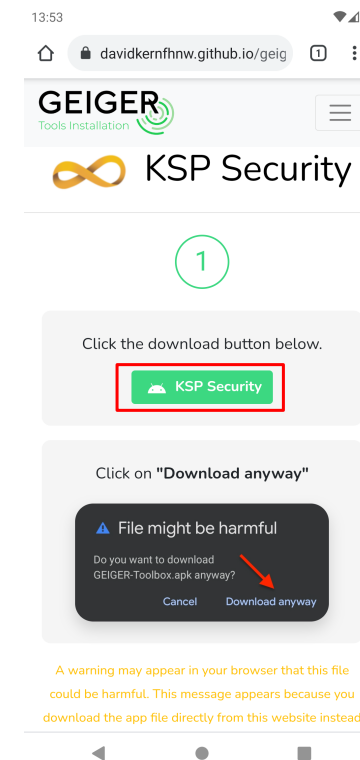 13:53
davidkernfhnw.github.io/geig
1
GEIGER
Tools Installation
KSP Security
1
Click the download button below.
KSP Security
Click on "Download anyway"
File might be harmful
Do you want to download
GEIGER-Toolbox.apk anyway?
Cancel Download anyway
A warning may appear in your browser that this file
could be harmful. This message appears because you
download the app file directly from this website instead